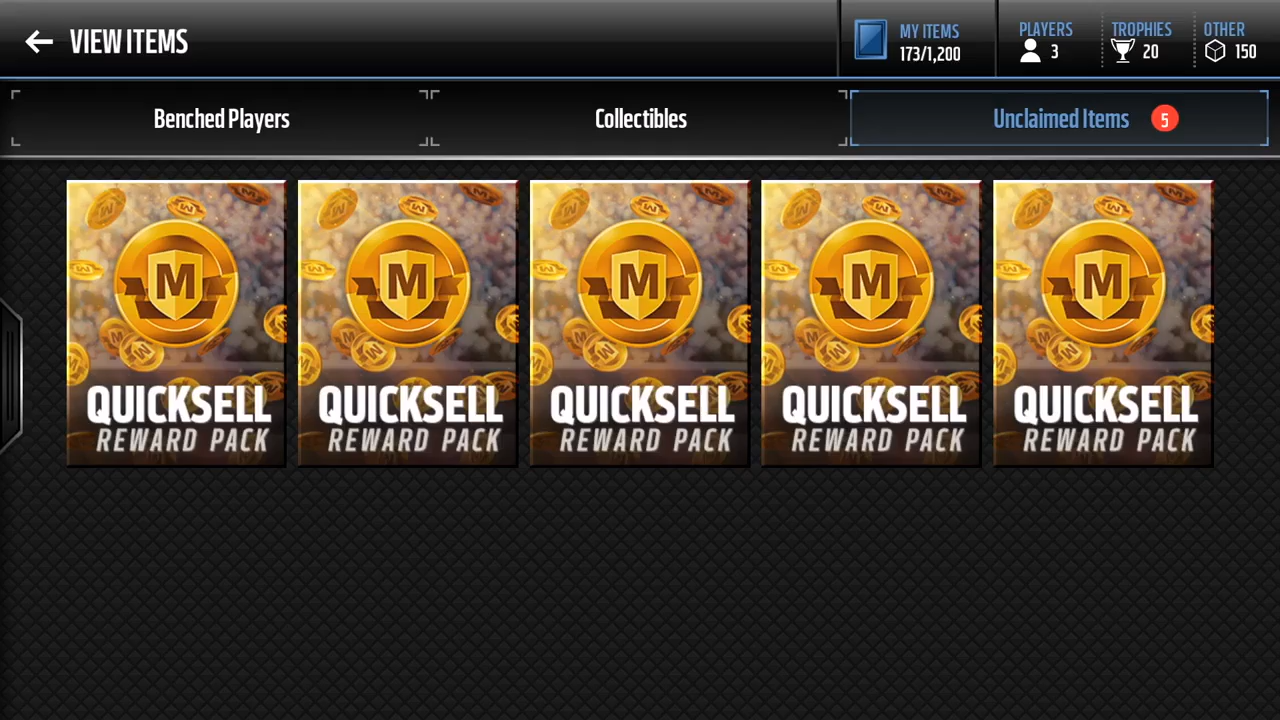 VIEW ITEMS
MY ITEMS
173/1,200
PLAYERS
3
TROPHIES
20
OTHER
150
Benched Players
Collectibles
Unclaimed Items
5
M
QUICKSELL
REWARD PACK
M
QUICKSELL
REWARD PACK
M
QUICKSELL
REWARD PACK
M
QUICKSELL
REWARD PACK
M
QUICKSELL
REWARD PACK